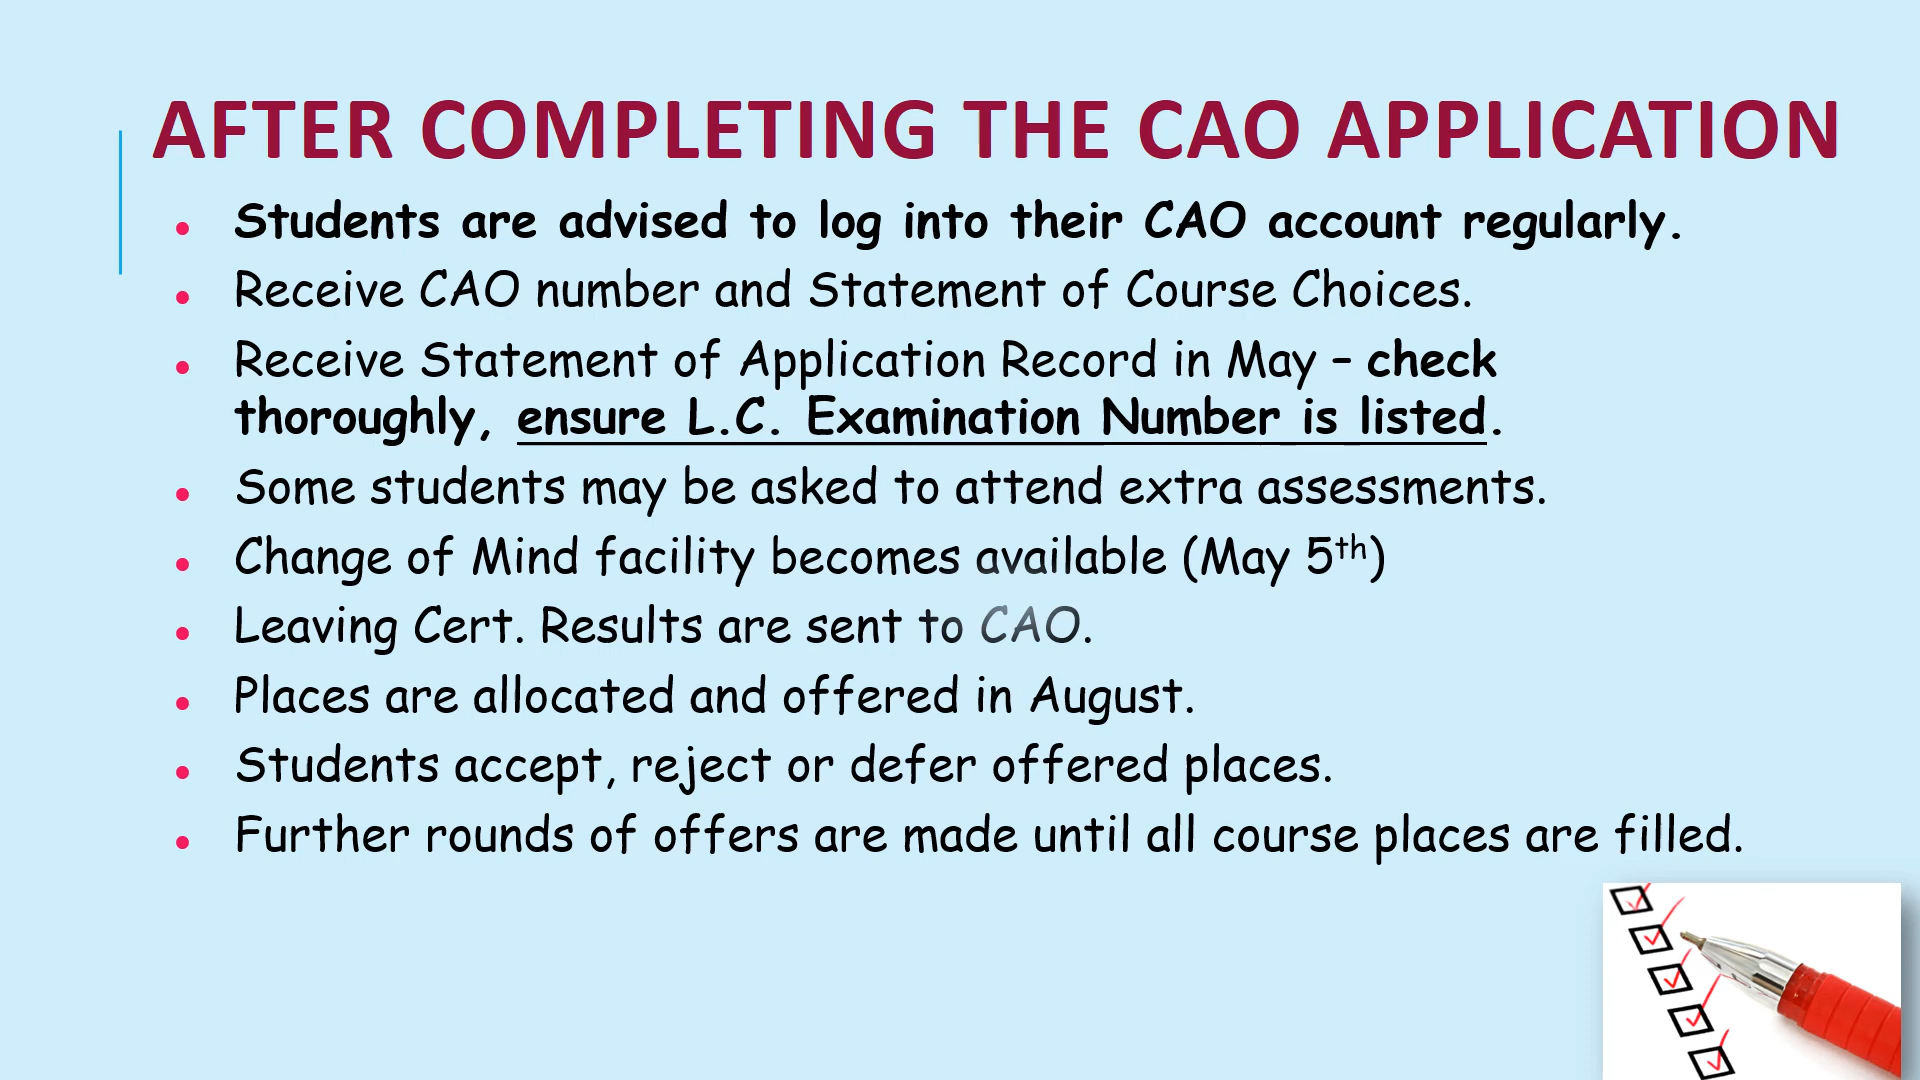 AFTER COMPLETING THE CAO APPLICATION
• Students are advised to log into their CAO account regularly.
• Receive CAO number and Statement of Course Choices.
• Receive Statement of Application Record in May – check
thoroughly, ensure L.C. Examination Number is listed.
• Some students may be asked to attend extra assessments.
• Change of Mind facility becomes available (May 5th)
• Leaving Cert. Results are sent to CAO.
• Places are allocated and offered in August.
• Students accept, reject or defer offered places.
• Further rounds of offers are made until all course places are filled.